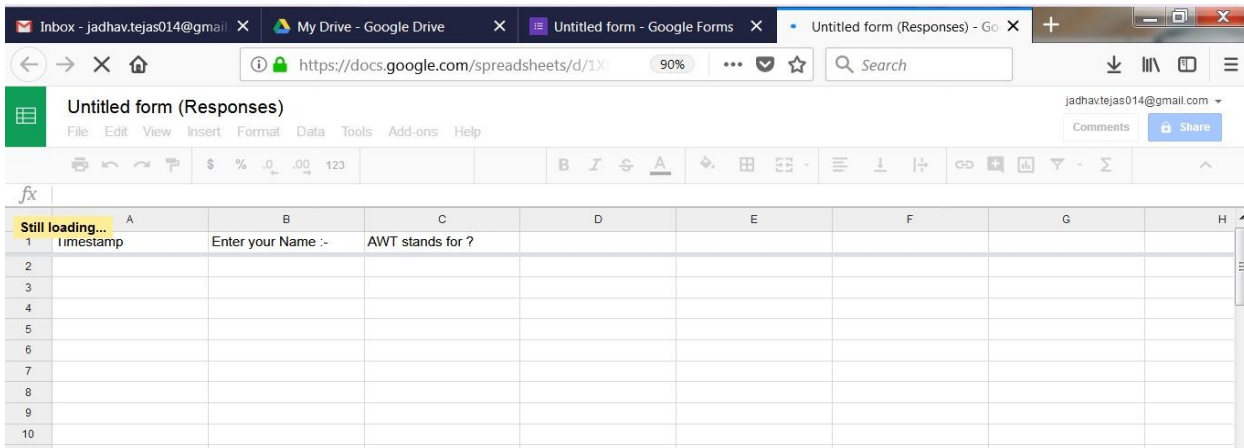 Inbox - jadhav.tejas014@gmail. My Drive - Google Drive Untitled form - Google Forms Untitled form (Responses) - Go
https://docs.google.com/spreadsheets/d/1X 90% Search
Untitled form (Responses) jadhav.tejas014@gmail.com
File Edit View Insert Format Data Tools Add-ons Help Comments Share
$ % .0 .00 123 B I S A
fx
Still loading... A B C D E F G H
1 Timestamp Enter your Name :- AWT stands for ?
2
3
4
5
6
7
8
9
10